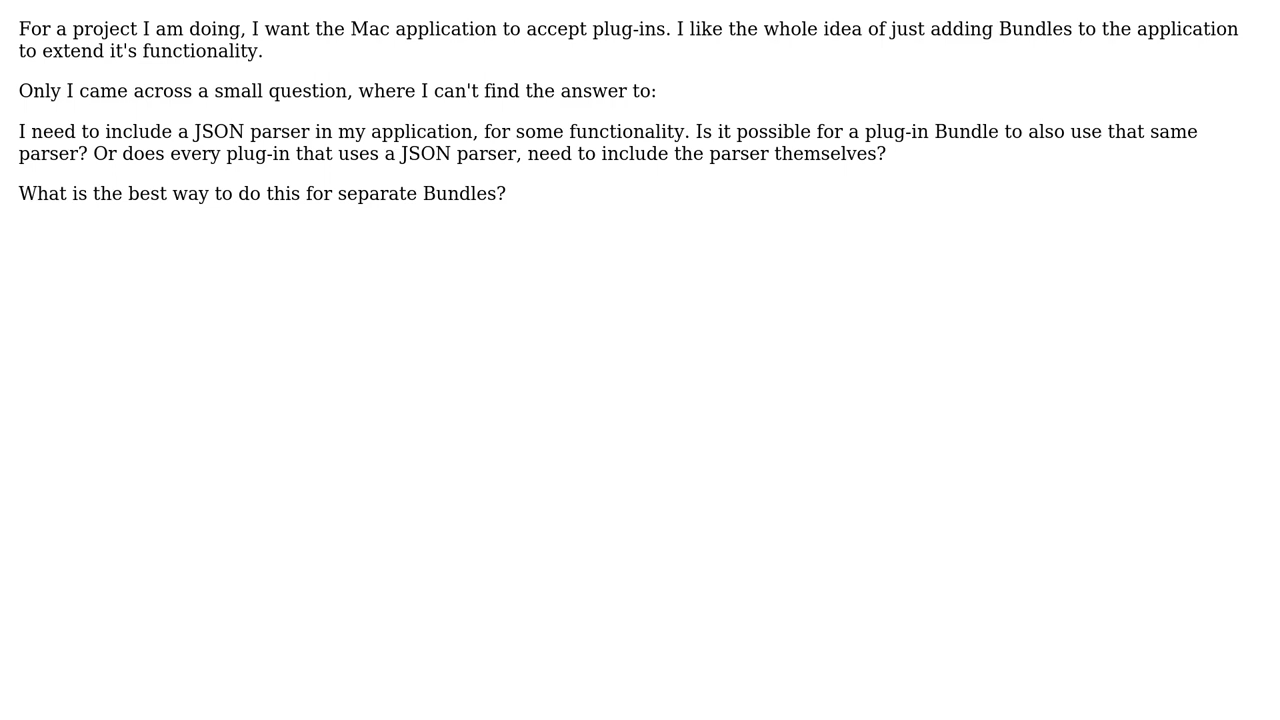 For a project I am doing, I want the Mac application to accept plug-ins. I like the whole idea of just adding Bundles to the application
to extend it's functionality.
Only I came across a small question, where I can't find the answer to:
I need to include a JSON parser in my application, for some functionality. Is it possible for a plug-in Bundle to also use that same
parser? Or does every plug-in that uses a JSON parser, need to include the parser themselves?
What is the best way to do this for separate Bundles?